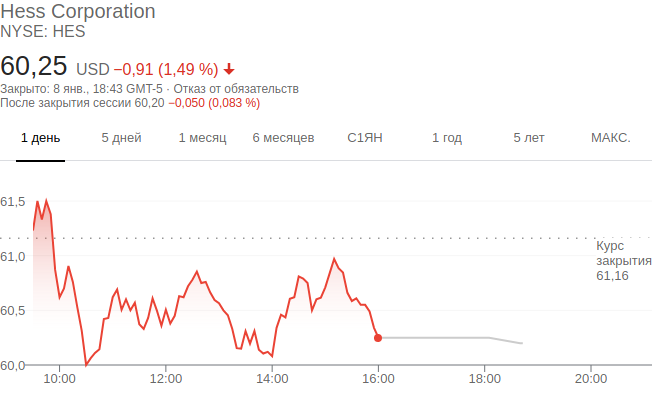 Hess Corporation
NYSE: HES
60,25 USD −0,91 (1,49 %)
Закрыто: 8 янв., 18:43 GMT-5 · Отказ от обязательств
После закрытия сессии 60,20 −0,050 (0,083 %)
1 день 5 дней 1 месяц 6 месяцев С1ЯН 1 год 5 лет МАКС.
61,5
Курс
закрытия
61,16
61,0
60,5
60,0
10:00 12:00 14:00 16:00 18:00 20:00